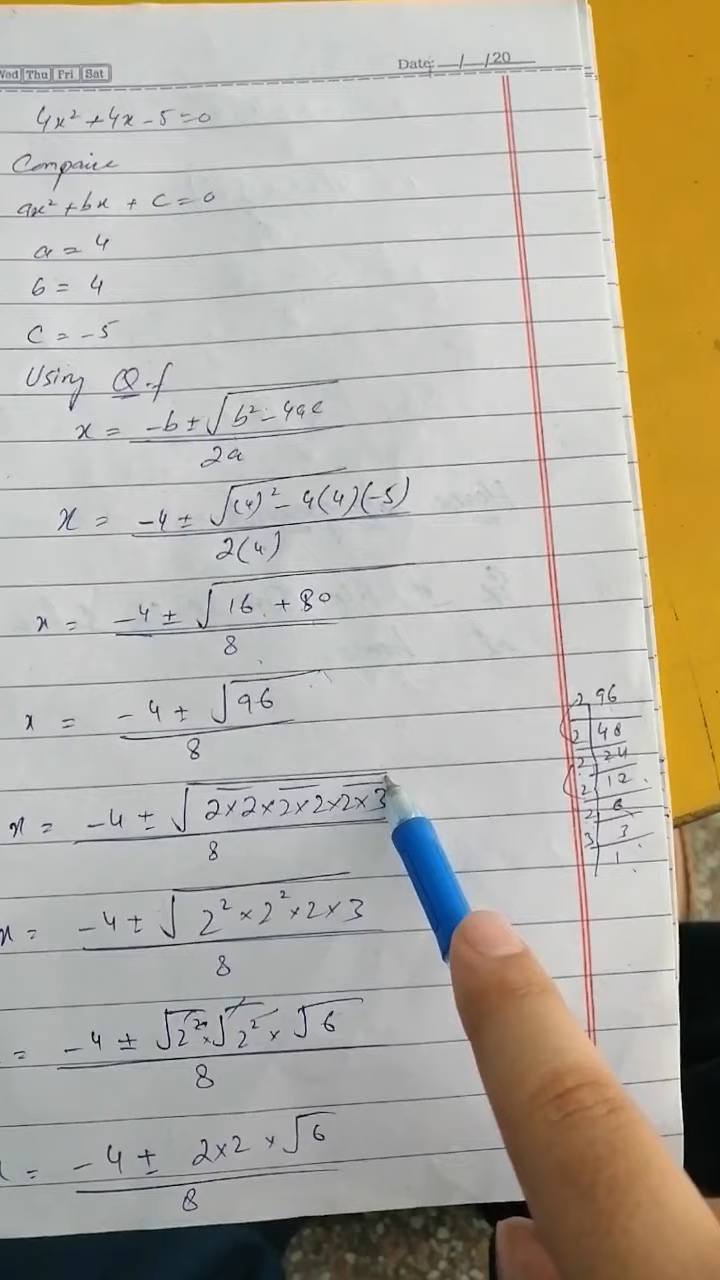 Wed Thu Fri Sat
Date: __/__/20
4x² + 4x - 5 = 0
Compaire
ax² + bx + c = 0
a = 4
b = 4
c = -5
Using Q.f
x = -b ± √b² - 4ac / 2a
x = -4 ± √(4)² - 4(4)(-5) / 2(4)
x = -4 ± √16 + 80 / 8
x = -4 ± √96 / 8
x = -4 ± √2×2×2×2×2×3 / 8
x = -4 ± √2² × 2² × 2 × 3 / 8
= -4 ± √2² × √2² × √6 / 8
= -4 ± 2×2 × √6 / 8
2 | 96
2 | 48
2 | 24
2 | 12
2 | 6
3 | 3
| 1